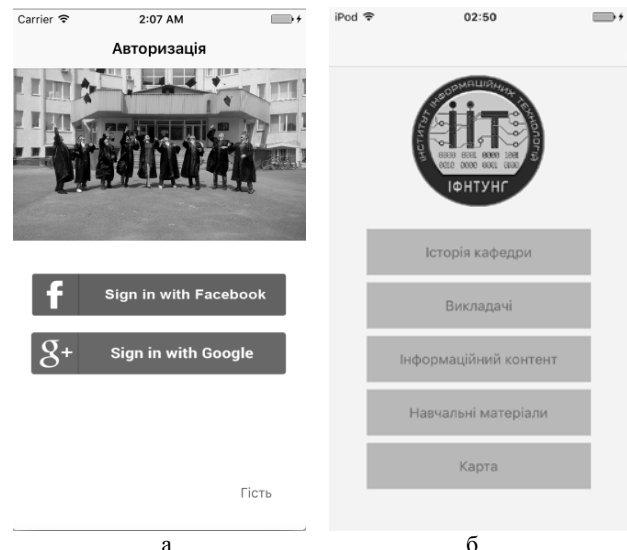 Carrier 2:07 AM
Авторизація
f Sign in with Facebook
g+ Sign in with Google
Гість
а
iPod 02:50
ІНСТИТУТ ІНФОРМАЦІЙНИХ ТЕХНОЛОГІЙ
ІІТ
ІФНТУНГ
Історія кафедри
Викладачі
Інформаційний контент
Навчальні матеріали
Карта
б